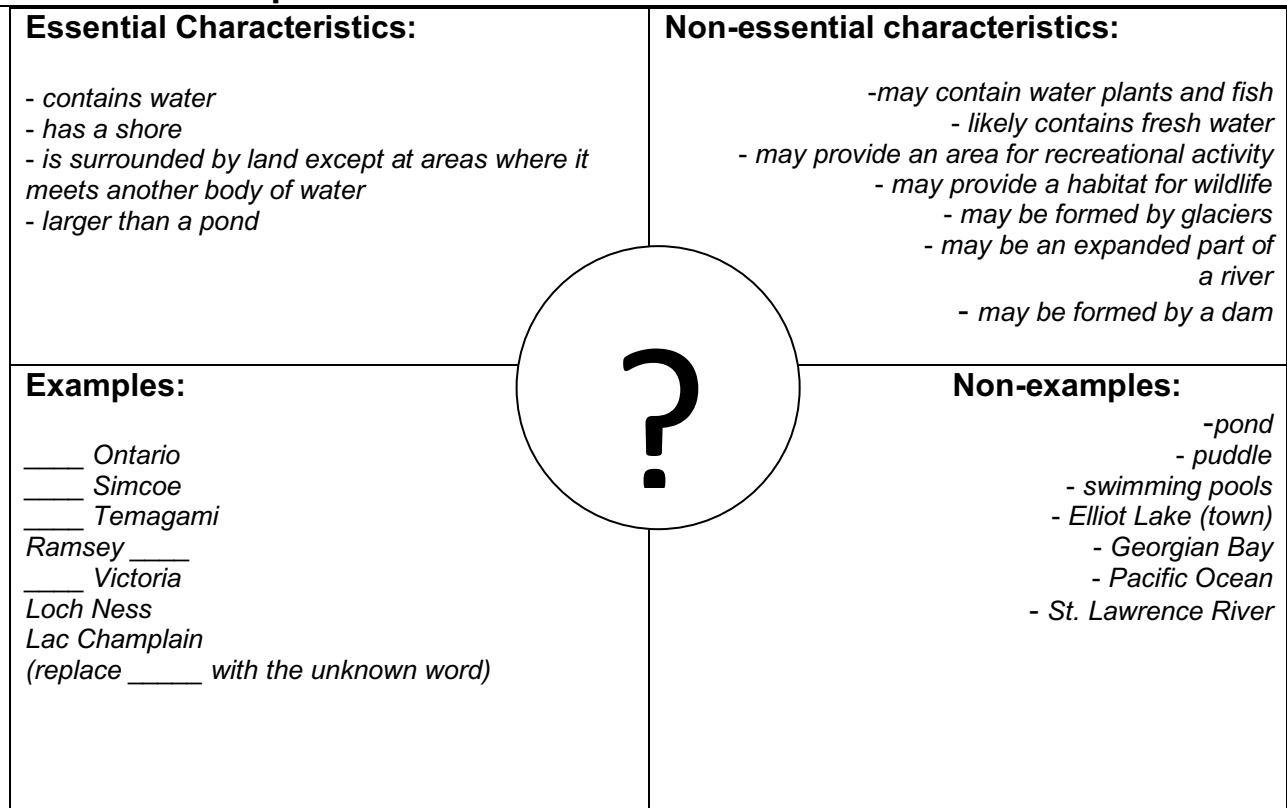 Essential Characteristics:
- contains water
- has a shore
- is surrounded by land except at areas where it
meets another body of water
- larger than a pond
Non-essential characteristics:
-may contain water plants and fish
- likely contains fresh water
- may provide an area for recreational activity
- may provide a habitat for wildlife
- may be formed by glaciers
- may be an expanded part of
a river
- may be formed by a dam
?
Examples:
____ Ontario
____ Simcoe
____ Temagami
Ramsey ____
____ Victoria
Loch Ness
Lac Champlain
(replace _____ with the unknown word)
Non-examples:
-pond
- puddle
- swimming pools
- Elliot Lake (town)
- Georgian Bay
- Pacific Ocean
- St. Lawrence River